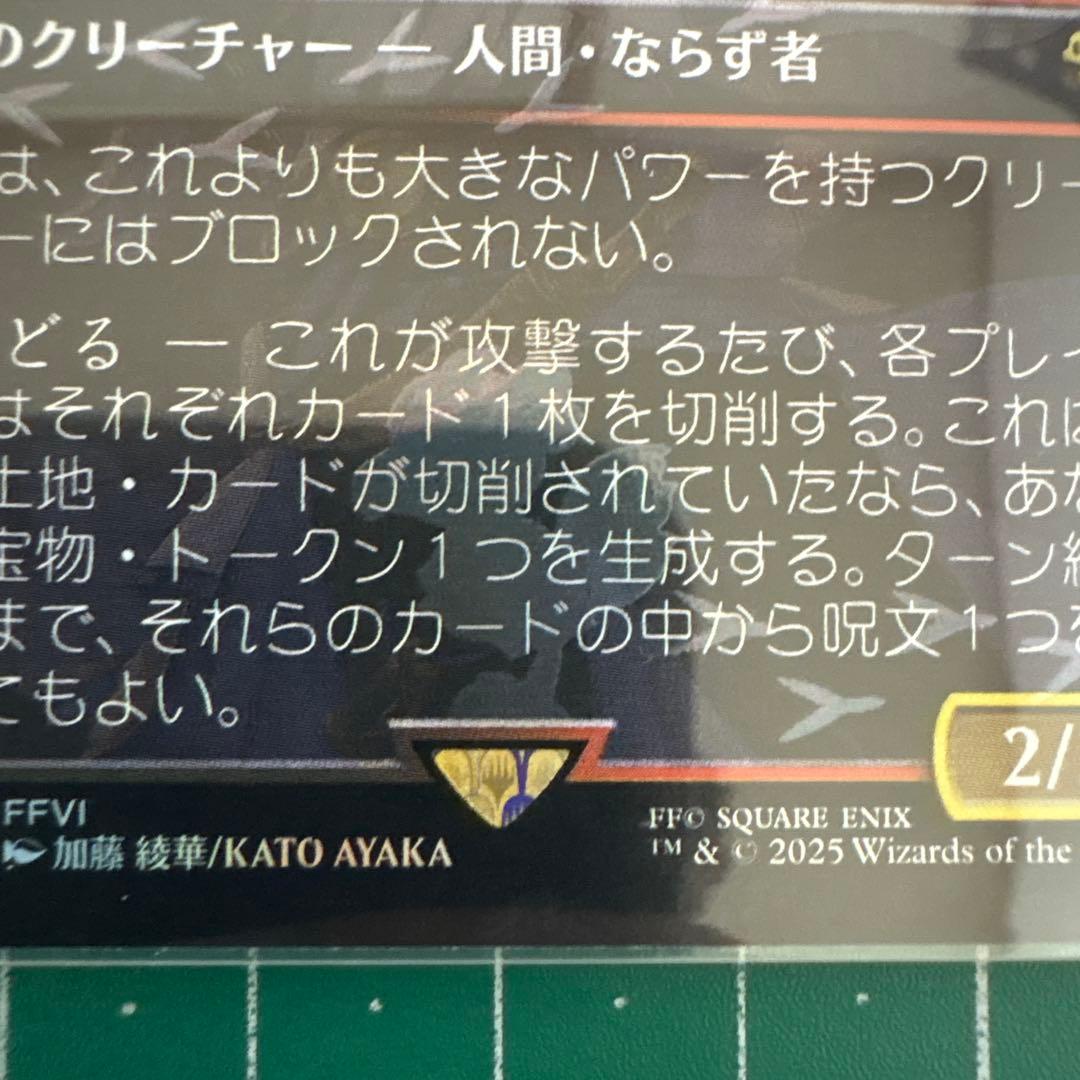 のクリーチャー ― 人間・ならず者
は、これよりも大きなパワーを持つクリー
ーにはブロックされない。
どる ― これが攻撃するたび、各プレイ
はそれぞれカード1枚を切削する。これに
土地・カードが切削されていたなら、あな
宝物・トークン1つを生成する。ターン終
まで、それらのカードの中から呪文1つを
てもよい。
2/
FFVI
加藤 綾華/KATO AYAKA
FF© SQUARE ENIX
™ & © 2025 Wizards of the